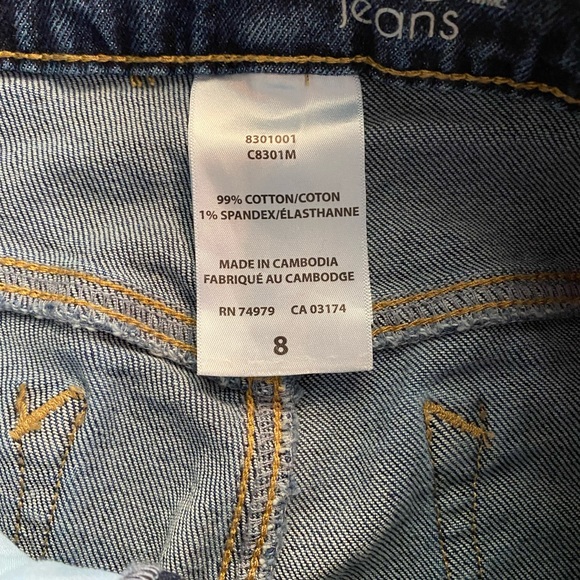 jeans
8301001
C8301M
99% COTTON/COTON
1% SPANDEX/ÉLASTHANNE
MADE IN CAMBODIA
FABRIQUÉ AU CAMBODGE
RN 74979 CA 03174
8